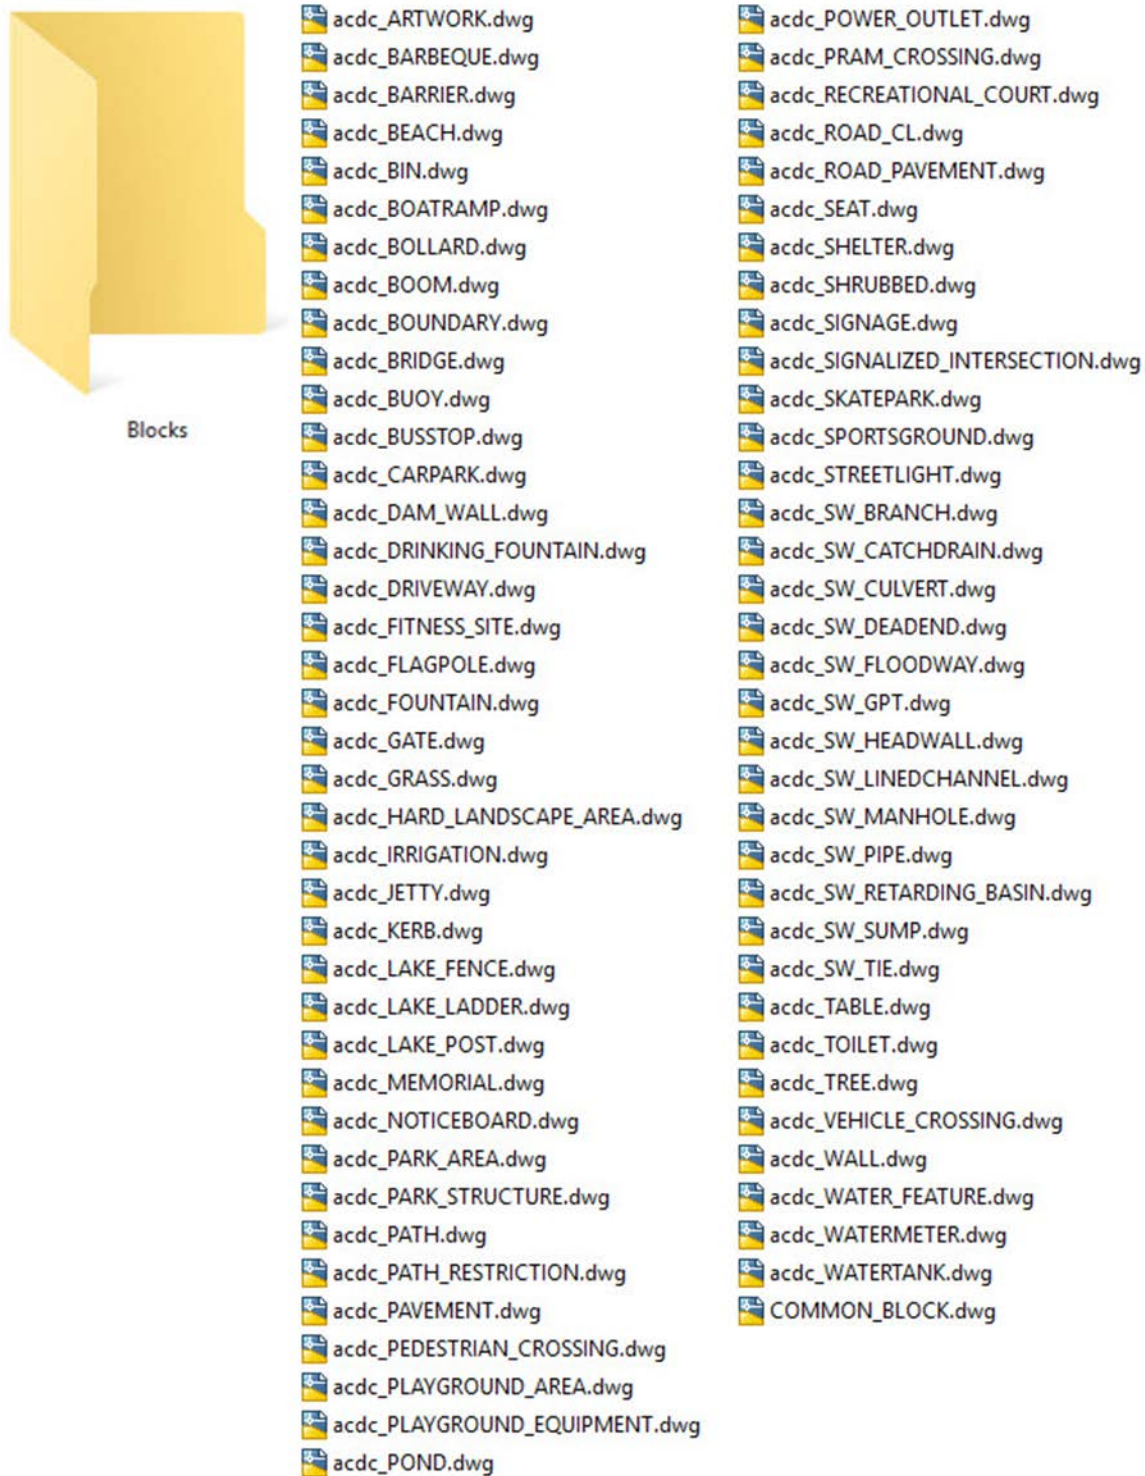 Blocks
acdc_ARTWORK.dwg
acdc_BARBEQUE.dwg
acdc_BARRIER.dwg
acdc_BEACH.dwg
acdc_BIN.dwg
acdc_BOATRAMP.dwg
acdc_BOLLARD.dwg
acdc_BOOM.dwg
acdc_BOUNDARY.dwg
acdc_BRIDGE.dwg
acdc_BUOY.dwg
acdc_BUSSTOP.dwg
acdc_CARPARK.dwg
acdc_DAM_WALL.dwg
acdc_DRINKING_FOUNTAIN.dwg
acdc_DRIVEWAY.dwg
acdc_FITNESS_SITE.dwg
acdc_FLAGPOLE.dwg
acdc_FOUNTAIN.dwg
acdc_GATE.dwg
acdc_GRASS.dwg
acdc_HARD_LANDSCAPE_AREA.dwg
acdc_IRRIGATION.dwg
acdc_JETTY.dwg
acdc_KERB.dwg
acdc_LAKE_FENCE.dwg
acdc_LAKE_LADDER.dwg
acdc_LAKE_POST.dwg
acdc_MEMORIAL.dwg
acdc_NOTICEBOARD.dwg
acdc_PARK_AREA.dwg
acdc_PARK_STRUCTURE.dwg
acdc_PATH.dwg
acdc_PATH_RESTRICTION.dwg
acdc_PAVEMENT.dwg
acdc_PEDESTRIAN_CROSSING.dwg
acdc_PLAYGROUND_AREA.dwg
acdc_PLAYGROUND_EQUIPMENT.dwg
acdc_POND.dwg
acdc_POWER_OUTLET.dwg
acdc_PRAM_CROSSING.dwg
acdc_RECREATIONAL_COURT.dwg
acdc_ROAD_CL.dwg
acdc_ROAD_PAVEMENT.dwg
acdc_SEAT.dwg
acdc_SHELTER.dwg
acdc_SHRUBBED.dwg
acdc_SIGNAGE.dwg
acdc_SIGNALIZED_INTERSECTION.dwg
acdc_SKATEPARK.dwg
acdc_SPORTSGROUND.dwg
acdc_STREETLIGHT.dwg
acdc_SW_BRANCH.dwg
acdc_SW_CATCHDRAIN.dwg
acdc_SW_CULVERT.dwg
acdc_SW_DEADEND.dwg
acdc_SW_FLOODWAY.dwg
acdc_SW_GPT.dwg
acdc_SW_HEADWALL.dwg
acdc_SW_LINEDCHANNEL.dwg
acdc_SW_MANHOLE.dwg
acdc_SW_PIPE.dwg
acdc_SW_RETARDING_BASIN.dwg
acdc_SW_SUMP.dwg
acdc_SW_TIE.dwg
acdc_TABLE.dwg
acdc_TOILET.dwg
acdc_TREE.dwg
acdc_VEHICLE_CROSSING.dwg
acdc_WALL.dwg
acdc_WATER_FEATURE.dwg
acdc_WATERMETER.dwg
acdc_WATERTANK.dwg
COMMON_BLOCK.dwg